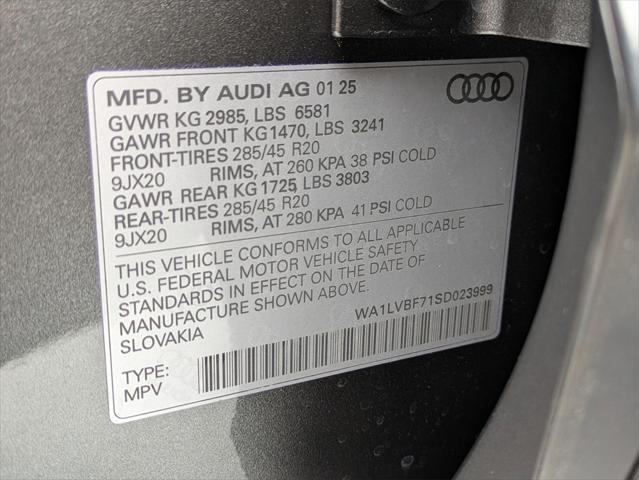 MFD. BY AUDI AG 01 25
GVWR KG 2985, LBS 6581
GAWR FRONT KG1470, LBS 3241
FRONT-TIRES 285/45 R20
9JX20 RIMS, AT 260 KPA 38 PSI COLD
GAWR REAR KG 1725, LBS 3803
REAR-TIRES 285/45 R20
9JX20 RIMS, AT 280 KPA 41 PSI COLD
THIS VEHICLE CONFORMS TO ALL APPLICABLE
U.S. FEDERAL MOTOR VEHICLE SAFETY
STANDARDS IN EFFECT ON THE DATE OF
MANUFACTURE SHOWN ABOVE.
SLOVAKIA
WA1LVBF71SD023999
TYPE:
MPV